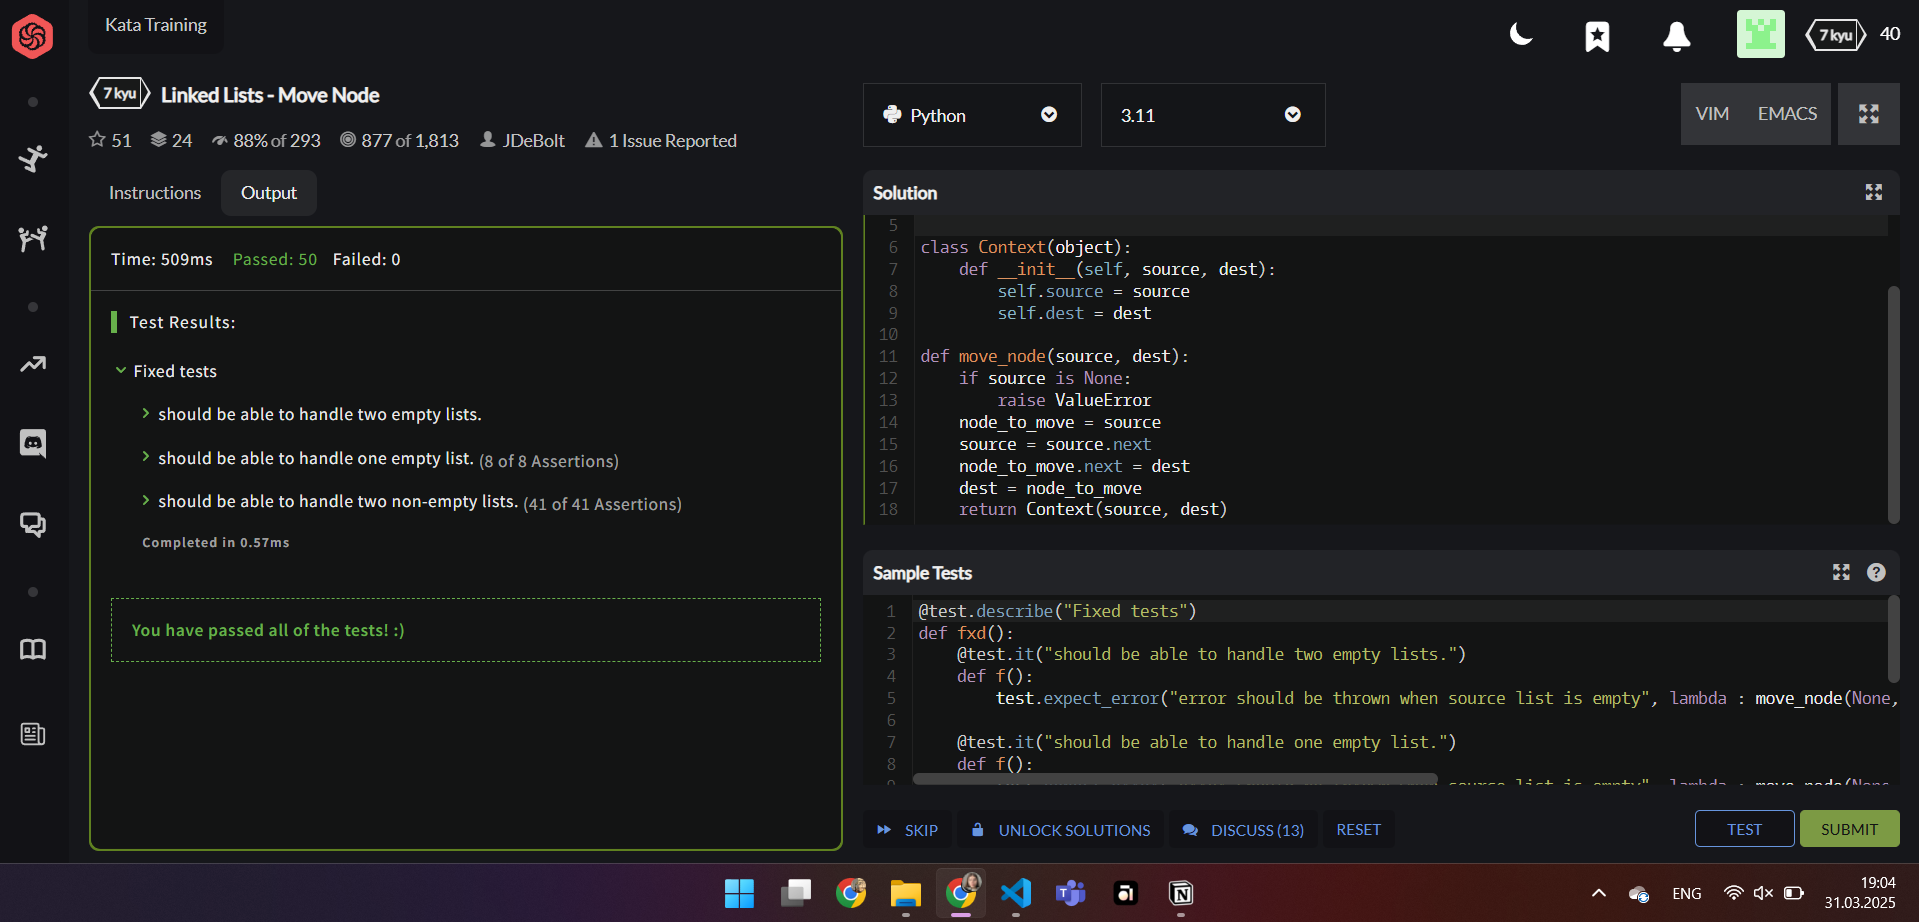 Kata Training
7 kyu
40
7 kyu
Linked Lists - Move Node
51
24
88% of 293
877 of 1,813
JDeBolt
1 Issue Reported
Instructions
Output
Time: 509ms
Passed: 50
Failed: 0
Test Results:
Fixed tests
should be able to handle two empty lists.
should be able to handle one empty list. (8 of 8 Assertions)
should be able to handle two non-empty lists. (41 of 41 Assertions)
Completed in 0.57ms
You have passed all of the tests! :)
Python
3.11
VIM
EMACS
Solution
5
6 class Context(object):
7     def __init__(self, source, dest):
8         self.source = source
9         self.dest = dest
10
11 def move_node(source, dest):
12     if source is None:
13         raise ValueError
14     node_to_move = source
15     source = source.next
16     node_to_move.next = dest
17     dest = node_to_move
18     return Context(source, dest)
Sample Tests
?
1 @test.describe("Fixed tests")
2 def fxd():
3     @test.it("should be able to handle two empty lists.")
4     def f():
5         test.expect_error("error should be thrown when source list is empty", lambda : move_node(None,
6
7     @test.it("should be able to handle one empty list.")
8     def f():
9 source list is empty", lambda : move_node(None
SKIP
UNLOCK SOLUTIONS
DISCUSS (13)
RESET
TEST
SUBMIT
ENG
19:04
31.03.2025